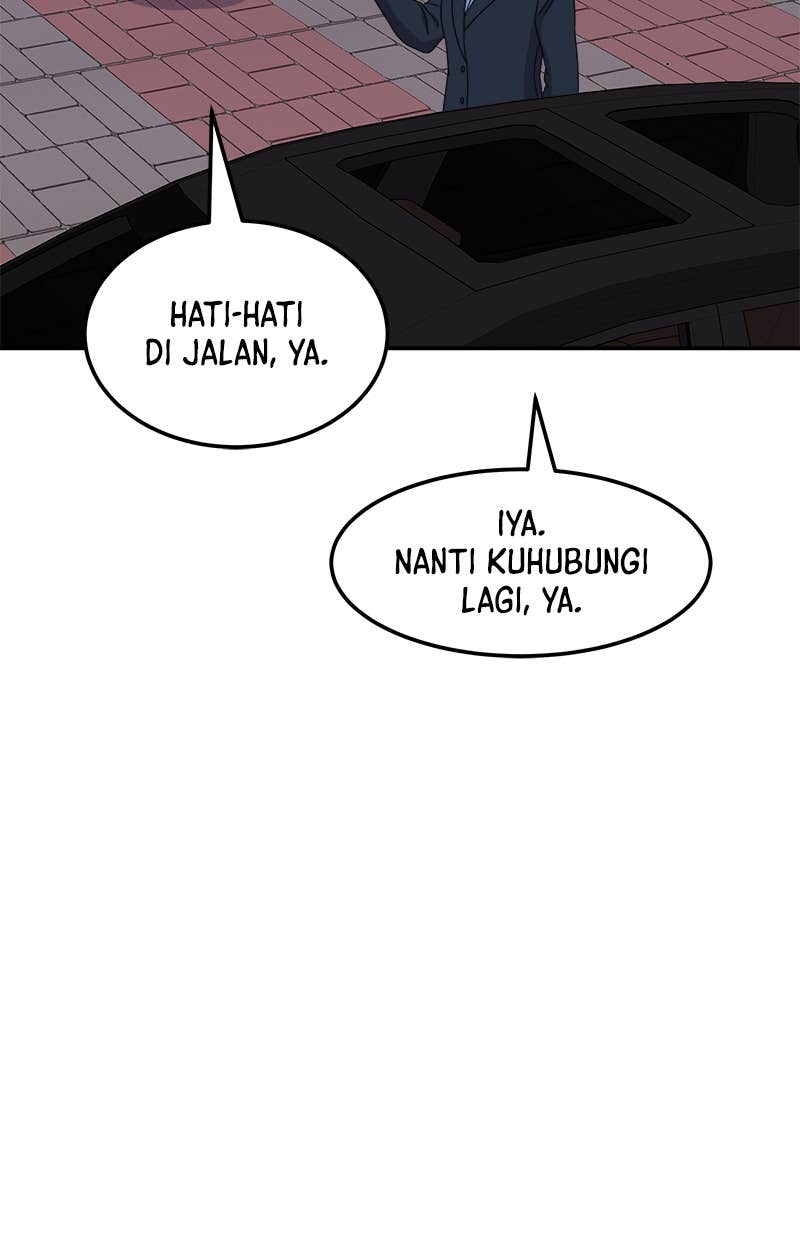 HATI-HATI
DI JALAN, YA.
IYA.
NANTI KUHUBUNGI
LAGI, YA.